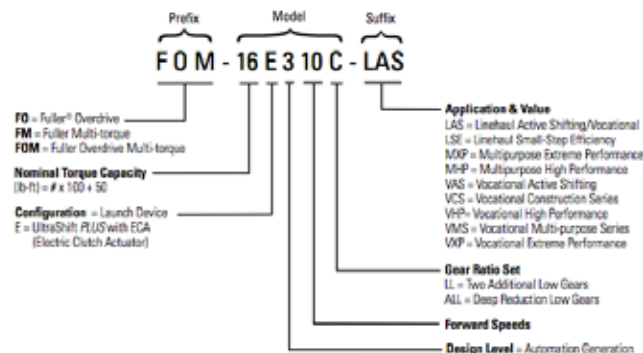 Prefix Model Suffix
FOM - 16E310C - LAS
FO = Fuller® Overdrive
FM = Fuller Multi-torque
FOM = Fuller Overdrive Multi-torque
Nominal Torque Capacity
(lb-ft) = # x 100 + 50
Configuration = Launch Device
E = UltraShift PLUS with ECA
(Electric Clutch Actuator)
Application & Value
LAS = Linehaul Active Shifting/Vocational
LSE = Linehaul Small-Step Efficiency
MXP = Multipurpose Extreme Performance
MHP = Multipurpose High Performance
VAS = Vocational Active Shifting
VCS = Vocational Construction Series
VHP= Vocational High Performance
VMS = Vocational Multi-purpose Series
VXP = Vocational Extreme Performance
Gear Ratio Set
LL = Two Additional Low Gears
ALL = Deep Reduction Low Gears
Forward Speeds
Design Level = Automation Generation